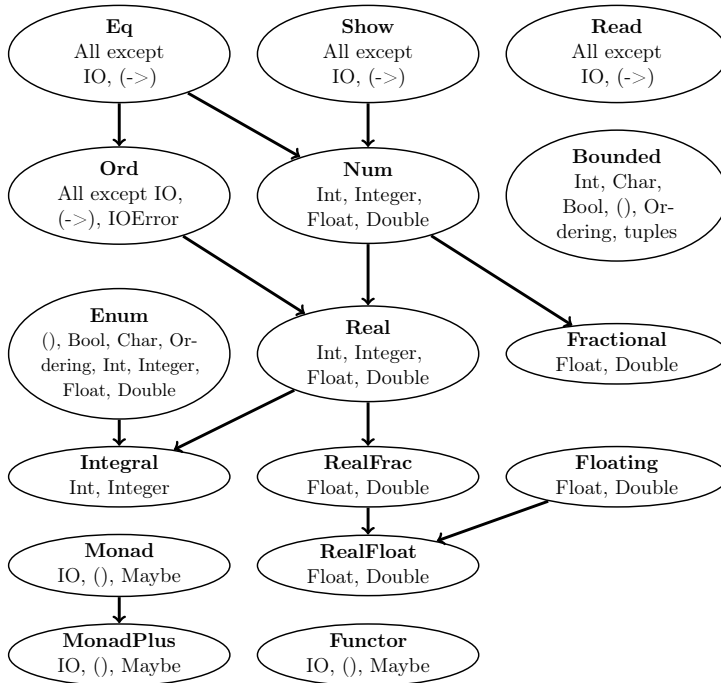 Eq
All except
IO, (->)
Show
All except
IO, (->)
Read
All except
IO, (->)
Ord
All except IO,
(->), IOError
Num
Int, Integer,
Float, Double
Bounded
Int, Char,
Bool, (), Or-
dering, tuples
Enum
(), Bool, Char, Or-
dering, Int, Integer,
Float, Double
Real
Int, Integer,
Float, Double
Fractional
Float, Double
Integral
Int, Integer
RealFrac
Float, Double
Floating
Float, Double
Monad
IO, (), Maybe
RealFloat
Float, Double
MonadPlus
IO, (), Maybe
Functor
IO, (), Maybe